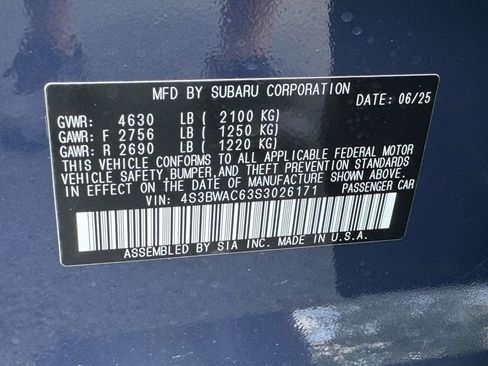 MFD BY SUBARU CORPORATION
DATE: 06/25
GVWR: 4630 LB ( 2100 KG)
GAWR: F 2756 LB ( 1250 KG)
GAWR: R 2690 LB ( 1220 KG)
THIS VEHICLE CONFORMS TO ALL APPLICABLE FEDERAL MOTOR
VEHICLE SAFETY, BUMPER, AND THEFT PREVENTION STANDARDS
IN EFFECT ON THE DATE OF MANUFACTURE SHOWN ABOVE.
VIN: 4S3BWAC63S3026171 PASSENGER CAR
ASSEMBLED BY SIA INC. MADE IN U.S.A.